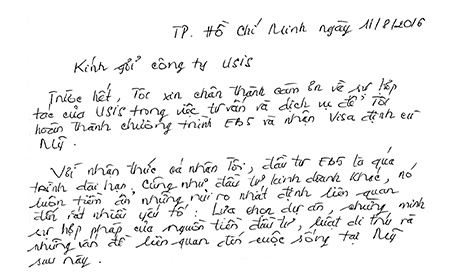 TP. Hồ Chí Minh ngày 11/8/2016
Kính gửi công ty USIS
Trước hết, Tôi xin chân thành cảm ơn về sự hợp
tác của USIS trong việc tư vấn và dịch vụ để Tôi
hoàn thành chương trình EB5 và nhận Visa định cư
Mỹ.
Với nhận thức cá nhân Tôi, đầu tư EB5 là quá
trình dài hạn, cũng như đầu tư kinh doanh khác, nó
luôn tiềm ẩn những rủi ro nhất định liên quan
đến rất nhiều yếu tố: Lựa chọn dự án, chứng minh
sự hợp pháp của nguồn tiền đầu tư, luật di trú và
những vấn đề liên quan đến cuộc sống tại Mỹ
sau này.